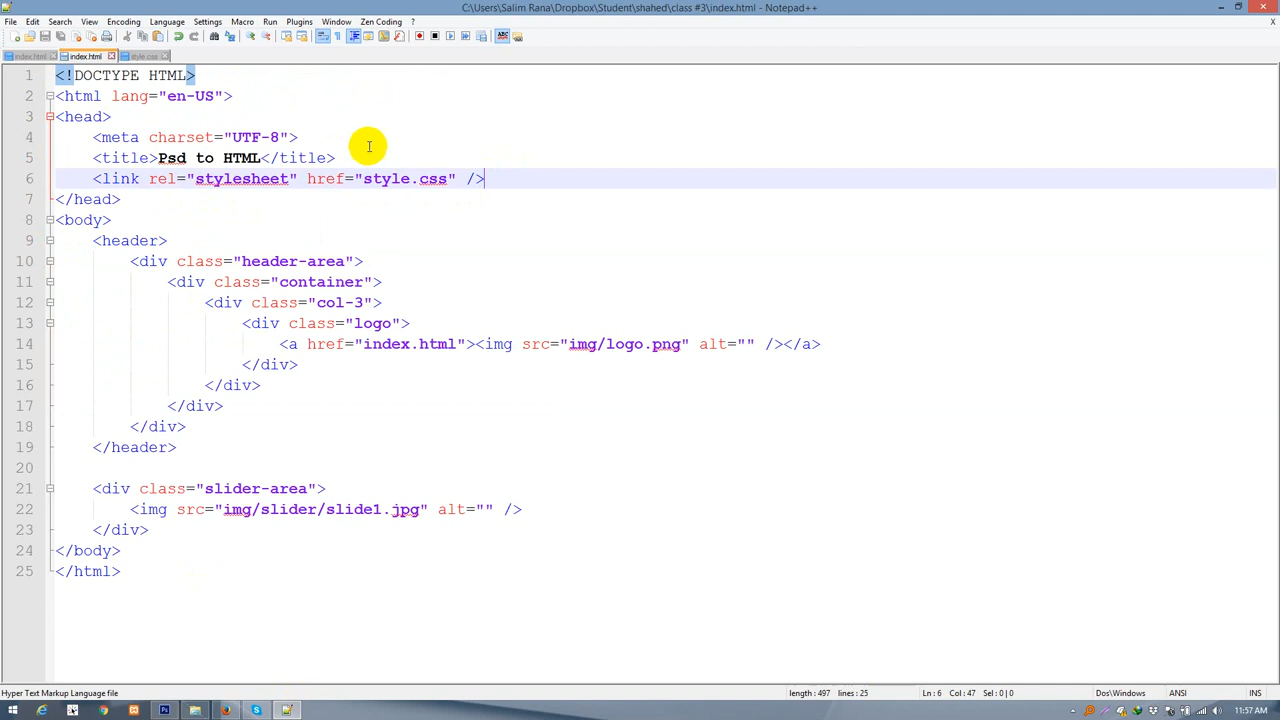 C:\Users\Salim Rana\Dropbox\Student\shahed\class #3\index.html - Notepad++
File Edit Search View Encoding Language Settings Macro Run Plugins Window Zen Coding ? X
index.html index.html style.css
1 <!DOCTYPE HTML>
2 <html lang="en-US">
3 <head>
4 <meta charset="UTF-8">
5 <title>Psd to HTML</title>
6 <link rel="stylesheet" href="style.css" />
7 </head>
8 <body>
9 <header>
10 <div class="header-area">
11 <div class="container">
12 <div class="col-3">
13 <div class="logo">
14 <a href="index.html"><img src="img/logo.png" alt="" /></a>
15 </div>
16 </div>
17 </div>
18 </div>
19 </header>
20
21 <div class="slider-area">
22 <img src="img/slider/slide1.jpg" alt="" />
23 </div>
24 </body>
25 </html>
Hyper Text Markup Language file length : 497 lines : 25 Ln : 6 Col : 47 Sel : 0 | 0 Dos\Windows ANSI INS
11:57 AM